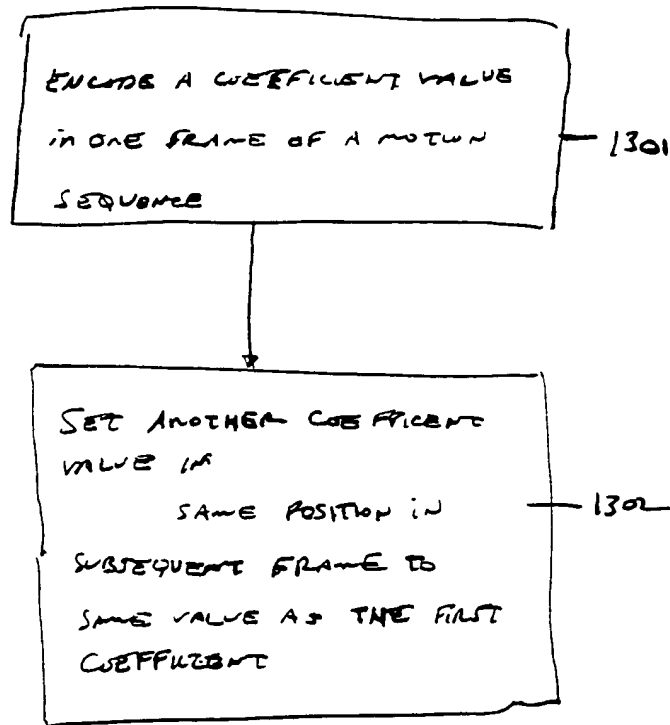 ENCODE A COEFFICIENT VALUE
in ONE FRAME OF A MOTION
SEQUENCE
1301
SET ANOTHER COEFFICENT
VALUE IN
SAME POSITION IN
SUBSEQUENT FRAME TO
SAME VALUE AS THE FIRST
COEFFICIENT
1302